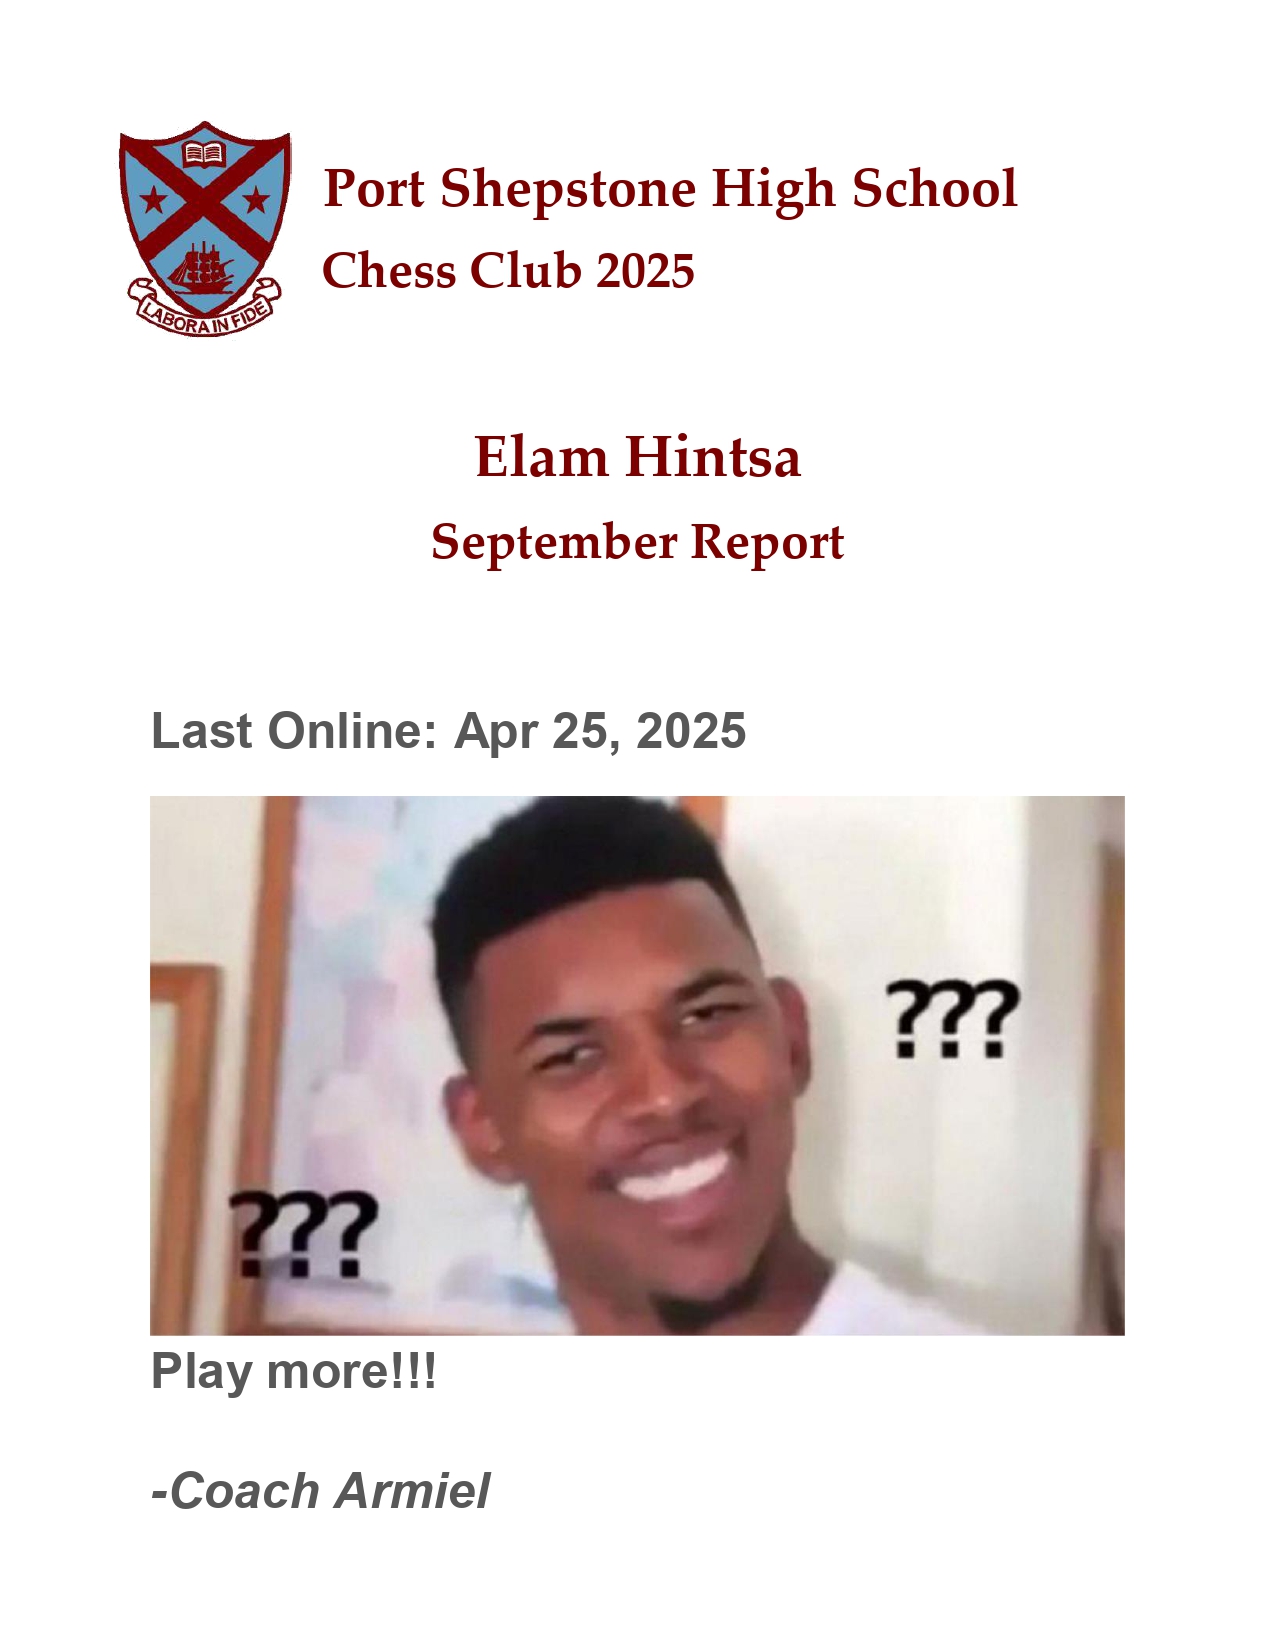 LABORA IN FIDE
Port Shepstone High School
Chess Club 2025
Elam Hintsa
September Report
Last Online: Apr 25, 2025
???
???
Play more!!!
-Coach Armiel